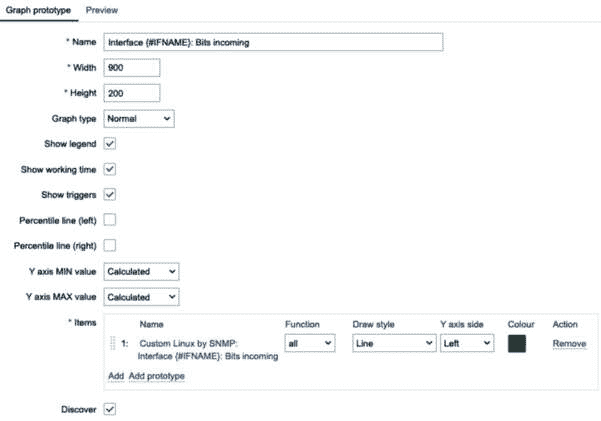 Graph prototype Preview
* Name Interface {#IFNAME}: Bits incoming
* Width 900
* Height 200
Graph type Normal
Show legend
Show working time
Show triggers
Percentile line (left)
Percentile line (right)
Y axis MIN value Calculated
Y axis MAX value Calculated
* Items Name Function Draw style Y axis side Colour Action
1: Custom Linux by SNMP: all Line Left Remove
Interface {#IFNAME}: Bits incoming
Add Add prototype
Discover